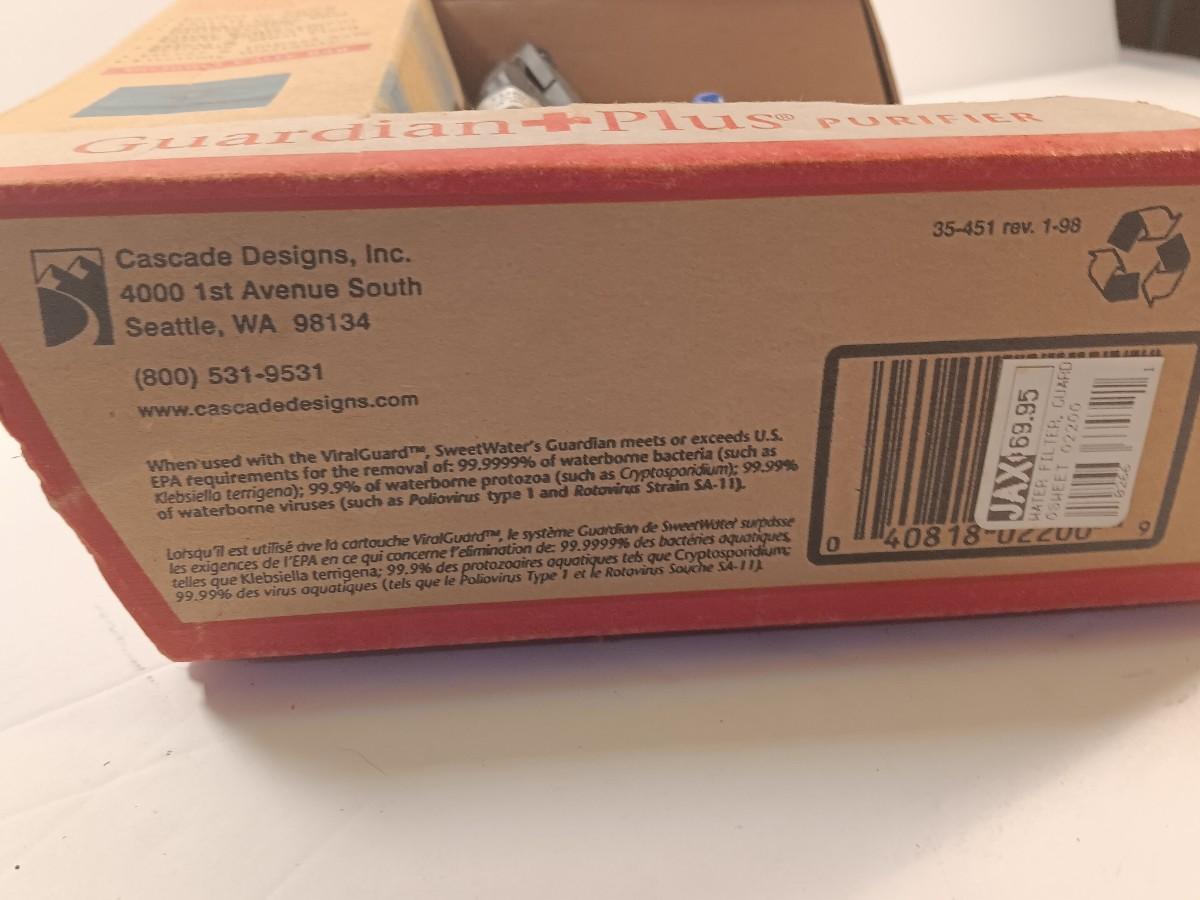 Guardian Plus® PURIFIER
Cascade Designs, Inc.
4000 1st Avenue South
Seattle, WA 98134
(800) 531-9531
www.cascadedesigns.com
35-451 rev. 1-98
When used with the ViralGuard™, SweetWater's Guardian meets or exceeds U.S.
EPA requirements for the removal of: 99.9999% of waterborne bacteria (such as
Klebsiella terrigena); 99.9% of waterborne protozoa (such as Cryptosporidium); 99.99%
of waterborne viruses (such as Poliovirus type 1 and Rotavirus Strain SA-11).
Lorsqu'il est utilisé ave la cartouche ViralGuard™, le système Guardian de SweetWater surpasse
les exigences de l'EPA en ce qui concerne l'elimination de: 99.9999% des bactéries aquatiques,
telles que Klebsiella terrigena; 99.9% des protozoaires aquatiques tels que Cryptosporidium;
99.99% des virus aquatiques (tels que le Poliovirus Type 1 et le Rotavirus Souche SA-11).
JAX 69.95
WATER FILTER, GUARD
0SWEET 02200
0 40818-02200 9